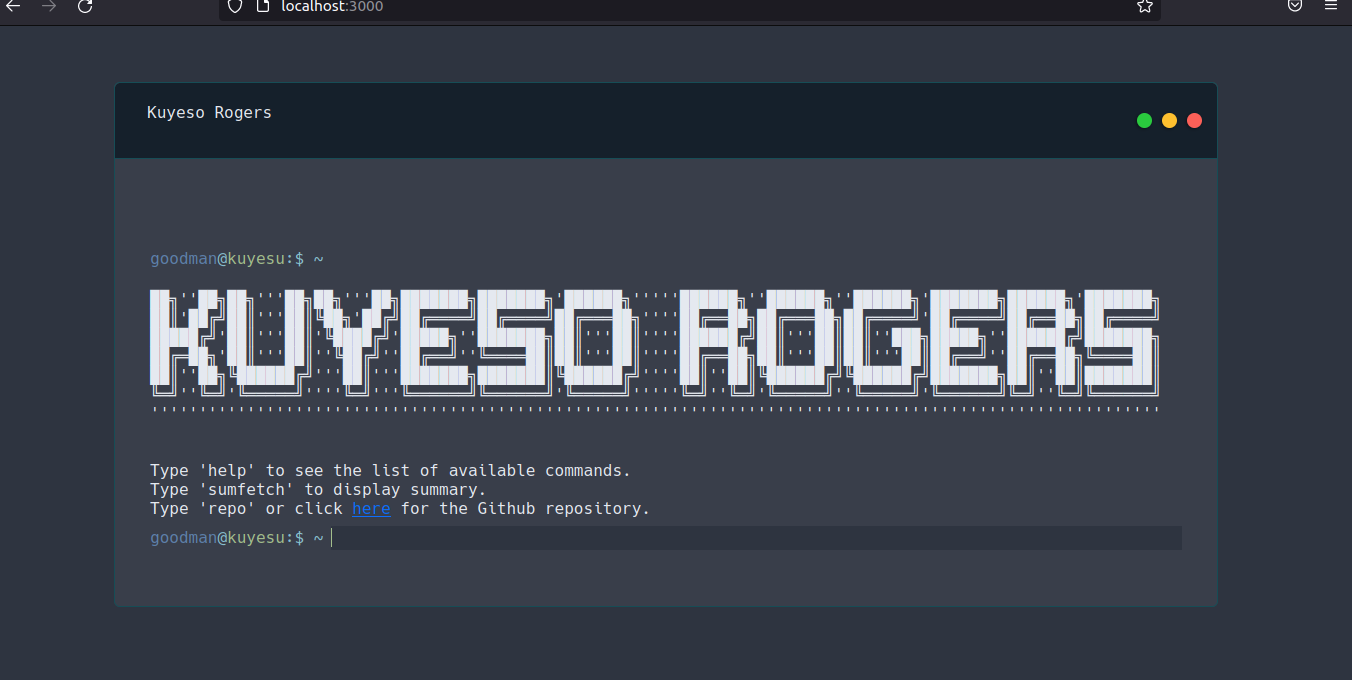 localhost:3000
Kuyeso Rogers
goodman@kuyesu:$ ~
KUYESO ROGERS
Type 'help' to see the list of available commands.
Type 'sumfetch' to display summary.
Type 'repo' or click here for the Github repository.
goodman@kuyesu:$ ~